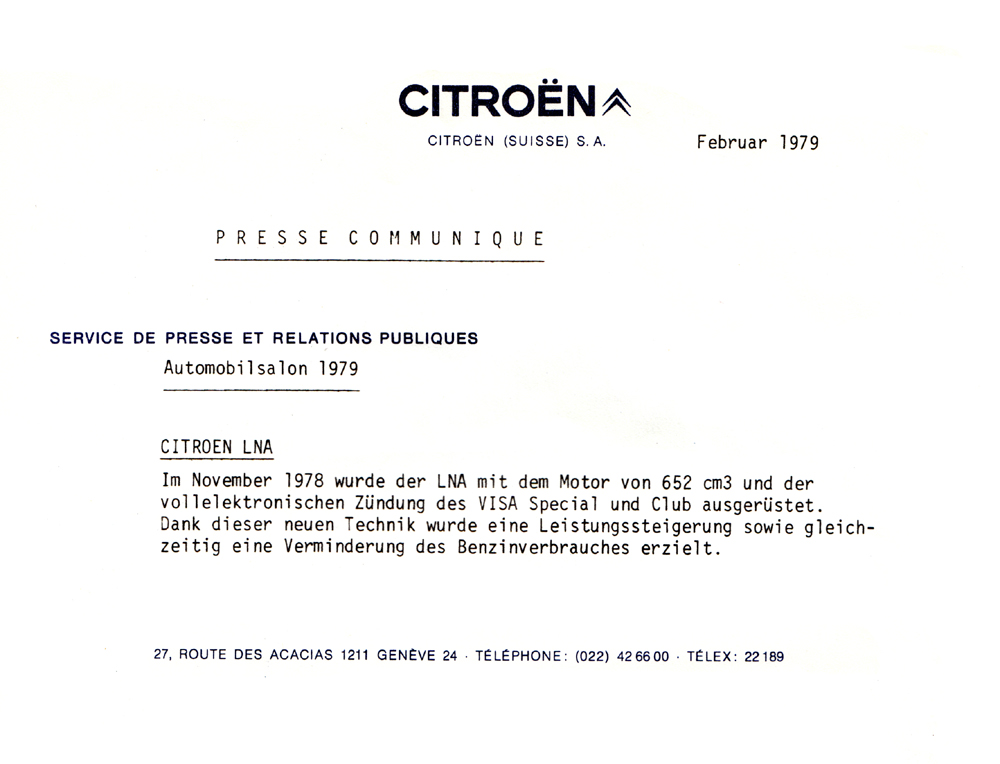 CITROËN
CITROËN (SUISSE) S.A.
Februar 1979
PRESSE COMMUNIQUE
SERVICE DE PRESSE ET RELATIONS PUBLIQUES
Automobilsalon 1979
CITROEN LNA
Im November 1978 wurde der LNA mit dem Motor von 652 cm3 und der
vollelektronischen Zündung des VISA Special und Club ausgerüstet.
Dank dieser neuen Technik wurde eine Leistungssteigerung sowie gleich-
zeitig eine Verminderung des Benzinverbrauches erzielt.
27, ROUTE DES ACACIAS 1211 GENÈVE 24 · TÉLÉPHONE: (022) 42 66 00 · TÉLEX: 22 189